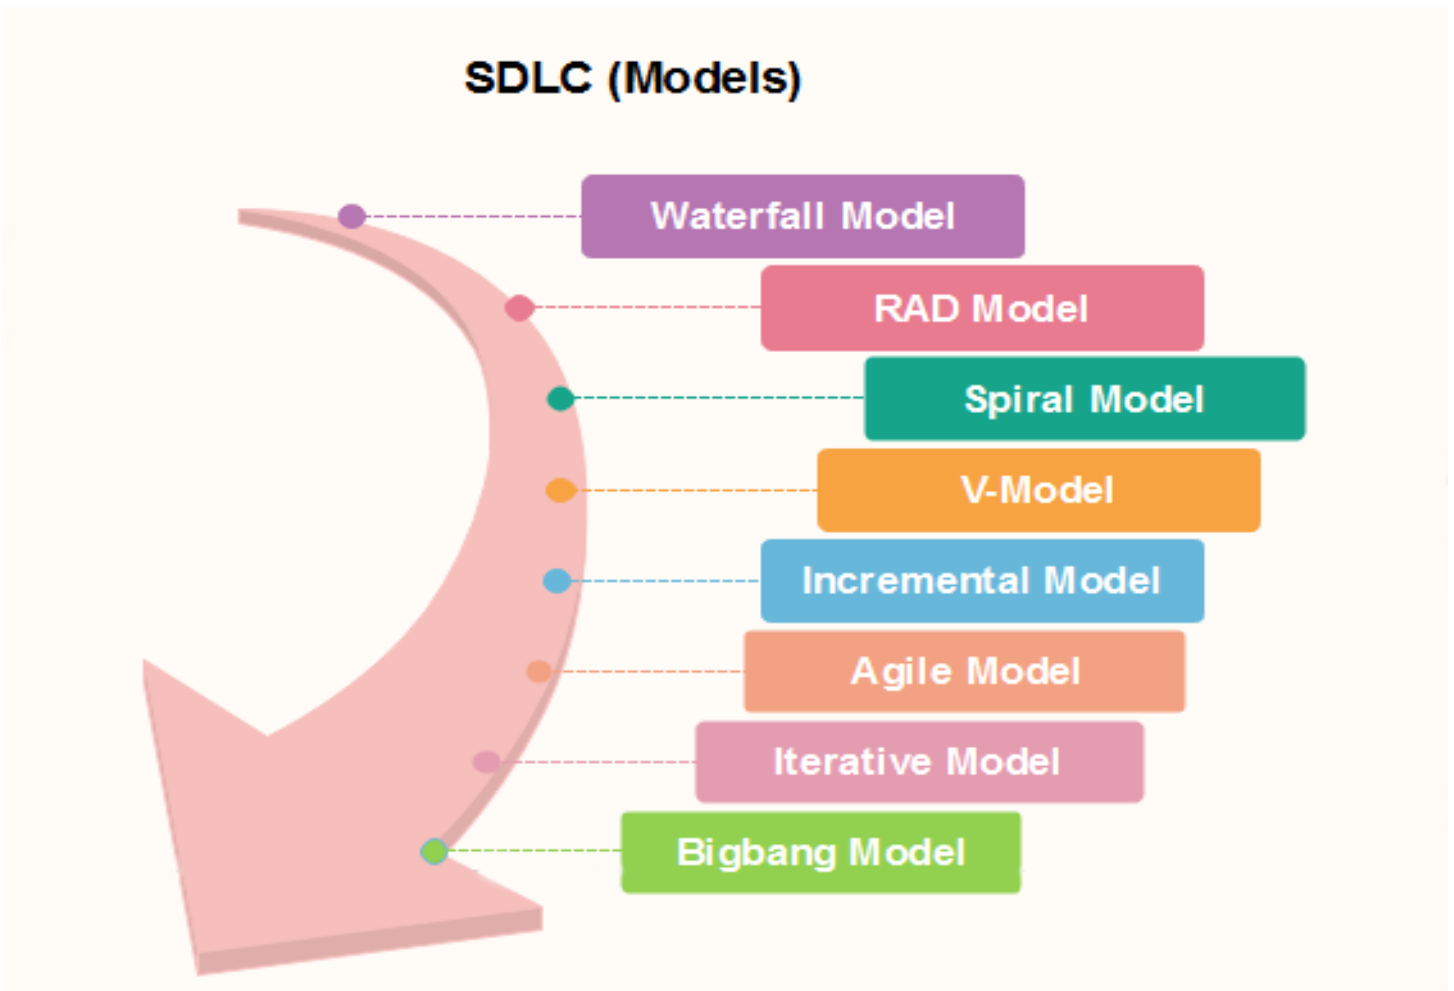 SDLC (Models)
Waterfall Model
RAD Model
Spiral Model
V-Model
Incremental Model
Agile Model
Iterative Model
Bigbang Model